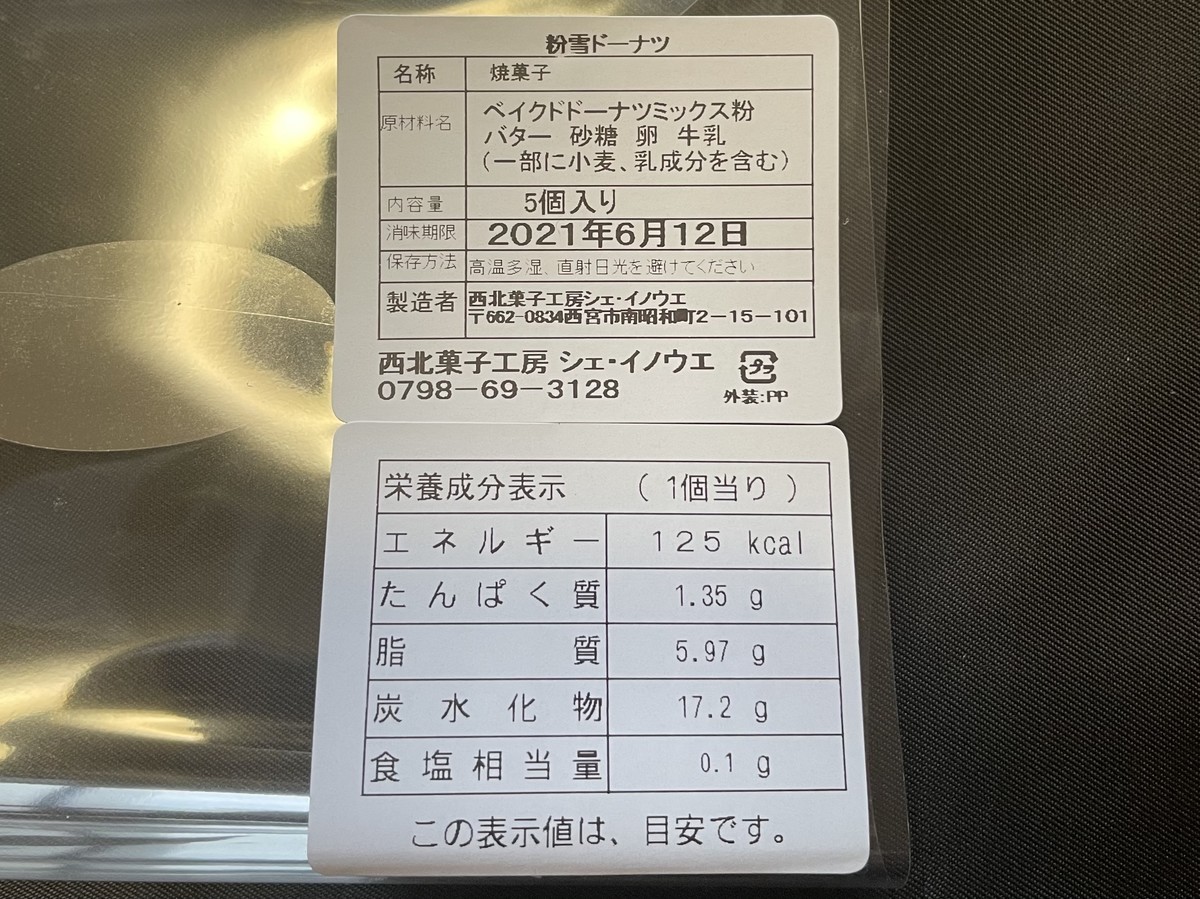 粉雪ドーナツ
名称 焼菓子
原材料名 ベイクドドーナツミックス粉
バター 砂糖 卵 牛乳
(一部に小麦、乳成分を含む)
内容量 5個入り
消味期限 2021年6月12日
保存方法 高温多湿、直射日光を避けてください
製造者 西北菓子工房シェ・イノウエ
〒662-0834西宮市南昭和町2-15-101
西北菓子工房 シェ・イノウエ
0798-69-3128
プラ
外装:PP
栄養成分表示 (1個当り)
エネルギー 125 kcal
たんぱく質 1.35 g
脂質 5.97 g
炭水化物 17.2 g
食塩相当量 0.1 g
この表示値は、目安です。